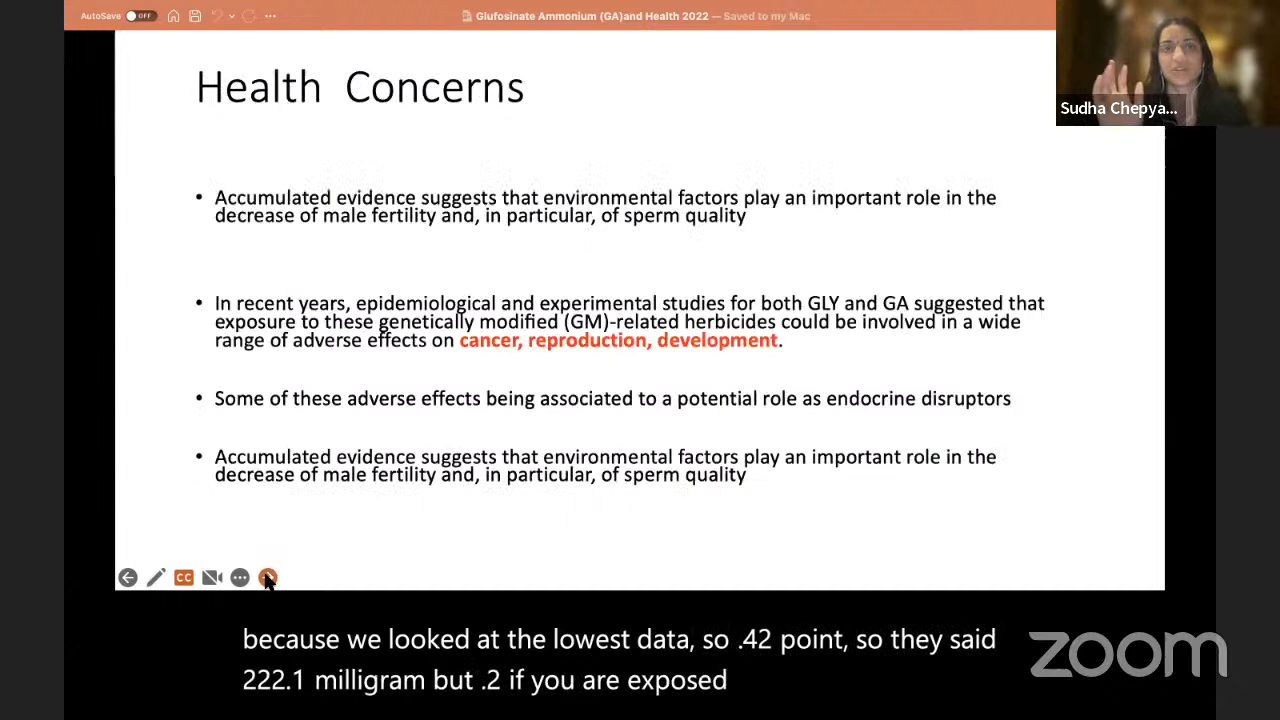 AutoSave OFF
Glufosinate Ammonium (GA)and Health 2022 — Saved to my Mac
Sudha Chepya...
Health Concerns
• Accumulated evidence suggests that environmental factors play an important role in the
decrease of male fertility and, in particular, of sperm quality
• In recent years, epidemiological and experimental studies for both GLY and GA suggested that
exposure to these genetically modified (GM)-related herbicides could be involved in a wide
range of adverse effects on cancer, reproduction, development.
• Some of these adverse effects being associated to a potential role as endocrine disruptors
• Accumulated evidence suggests that environmental factors play an important role in the
decrease of male fertility and, in particular, of sperm quality
CC
because we looked at the lowest data, so .42 point, so they said
222.1 milligram but .2 if you are exposed
zoom